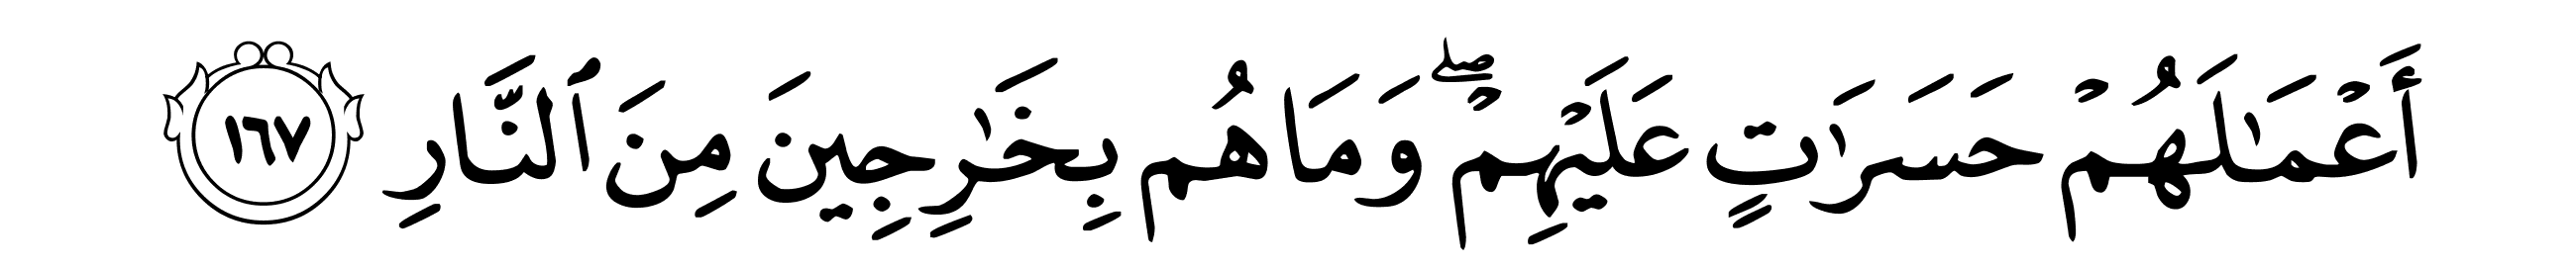 أَعْمَـٰلَهُمْ حَسَرَٰتٍ عَلَيْهِمْ ۖ وَمَا هُم بِخَـٰرِجِينَ مِنَ ٱلنَّارِ ١٦٧